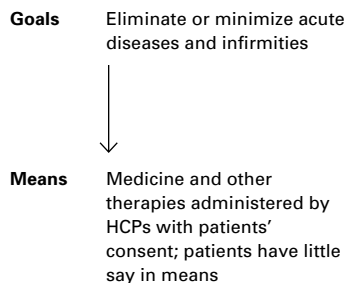 Goals Eliminate or minimize acute
diseases and infirmities
Means Medicine and other
therapies administered by
HCPs with patients’
consent; patients have little
say in means